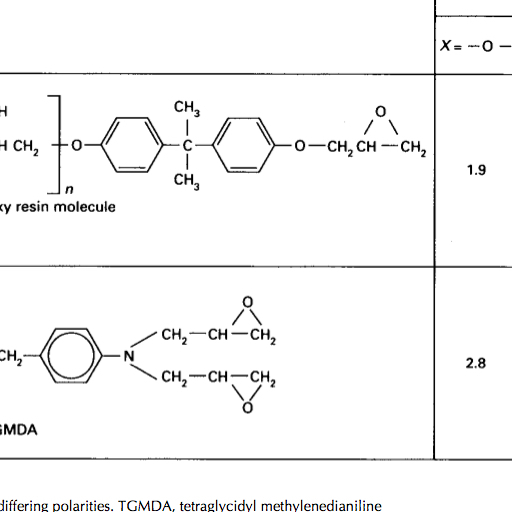 X = —O —
H
H CH2
O
CH3
C
CH3
O—CH2 CH—CH2
O
n
xy resin molecule
1.9
O
CH2—CH—CH2
CH2—
N
CH2—CH—CH2
O
2.8
GMDA
differing polarities. TGMDA, tetraglycidyl methylenedianiline